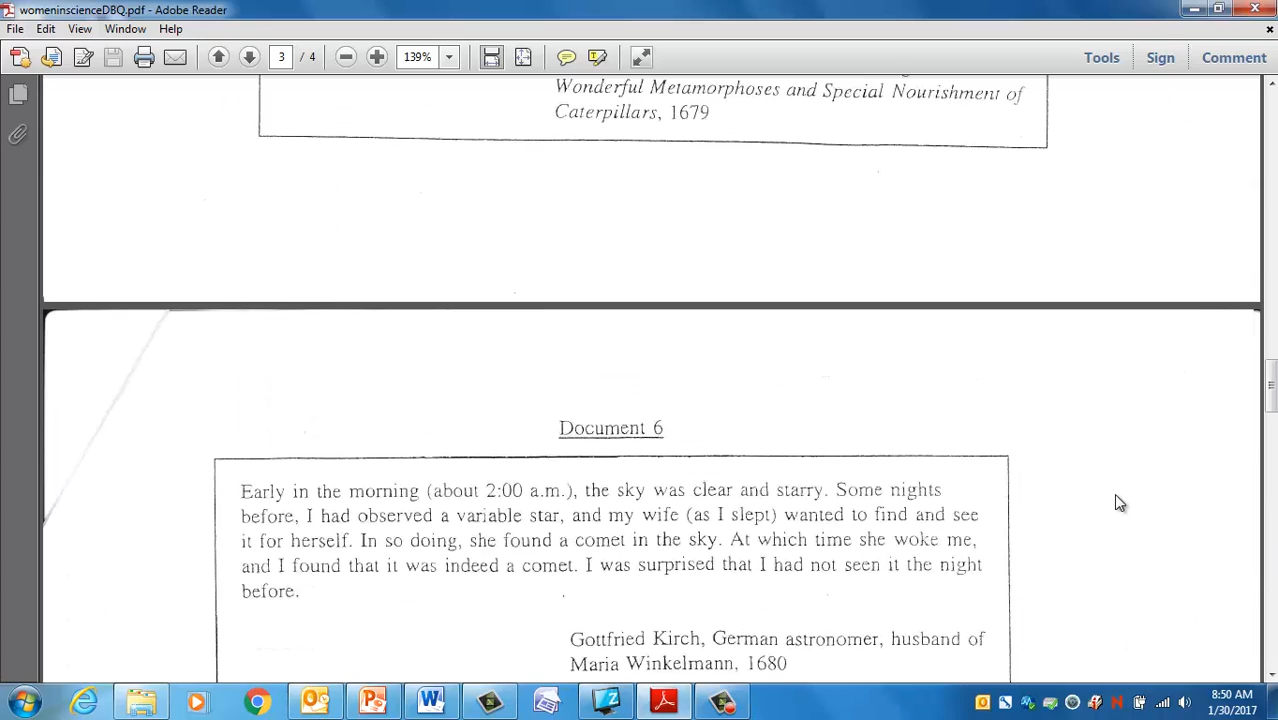 womeninscienceDBQ.pdf - Adobe Reader
File Edit View Window Help
3 / 4 139% Tools Sign Comment
Wonderful Metamorphoses and Special Nourishment of
Caterpillars, 1679
Document 6
Early in the morning (about 2:00 a.m.), the sky was clear and starry. Some nights
before, I had observed a variable star, and my wife (as I slept) wanted to find and see
it for herself. In so doing, she found a comet in the sky. At which time she woke me,
and I found that it was indeed a comet. I was surprised that I had not seen it the night
before.
Gottfried Kirch, German astronomer, husband of
Maria Winkelmann, 1680
8:50 AM
1/30/2017